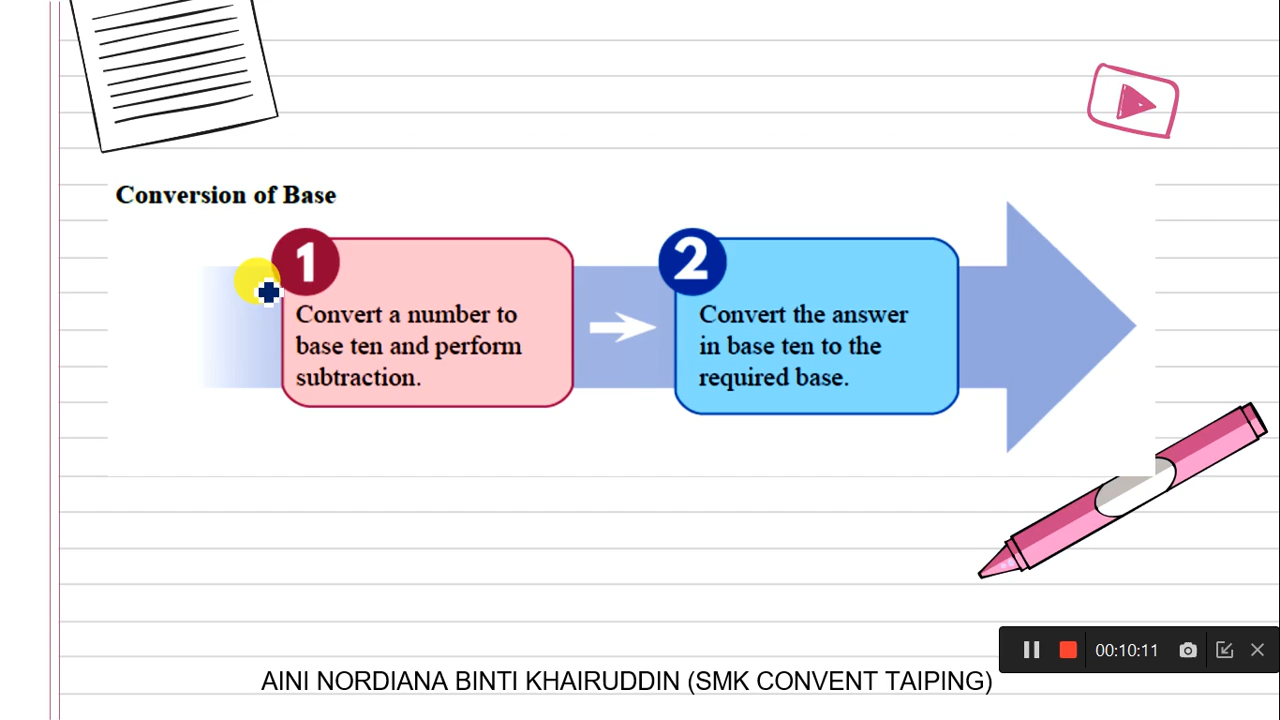 Conversion of Base
1
Convert a number to
base ten and perform
subtraction.
2
Convert the answer
in base ten to the
required base.
00:10:11
AINI NORDIANA BINTI KHAIRUDDIN (SMK CONVENT TAIPING)